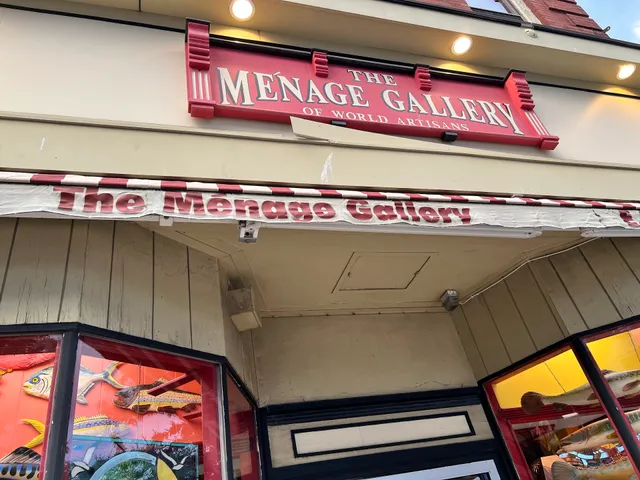 THE
MENAGE GALLERY
OF WORLD ARTISANS
The Menage Gallery